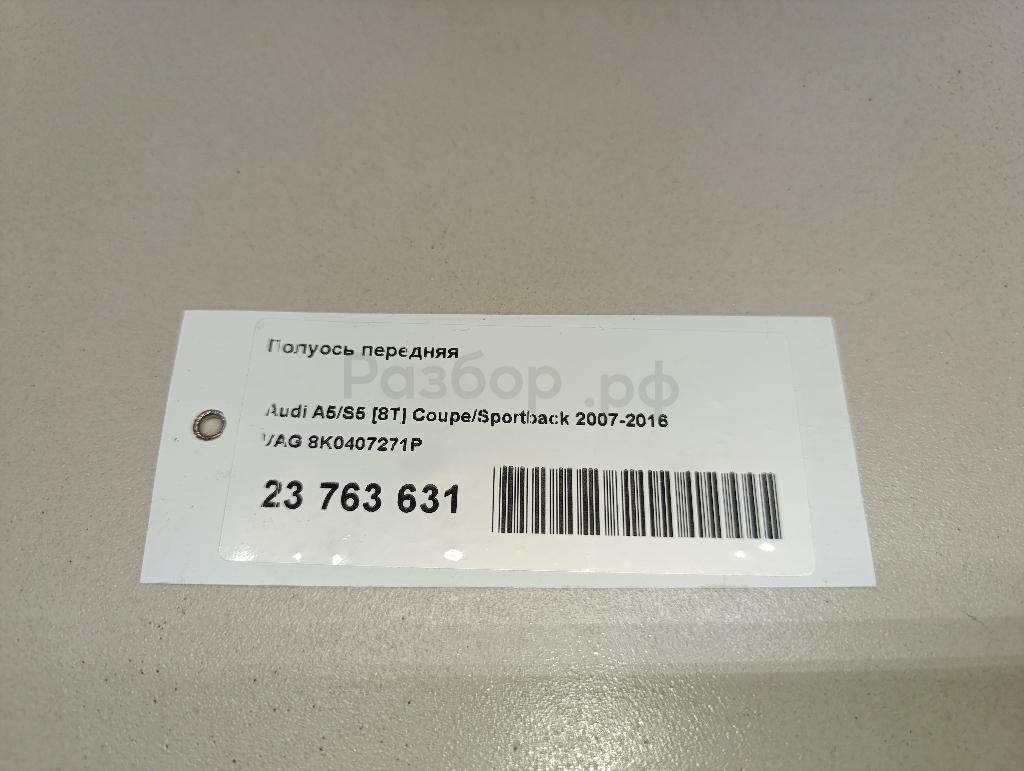 Полуось передняя
Разбор.рф
Audi A5/S5 [8T] Coupe/Sportback 2007-2016
VAG 8K0407271P
23 763 631